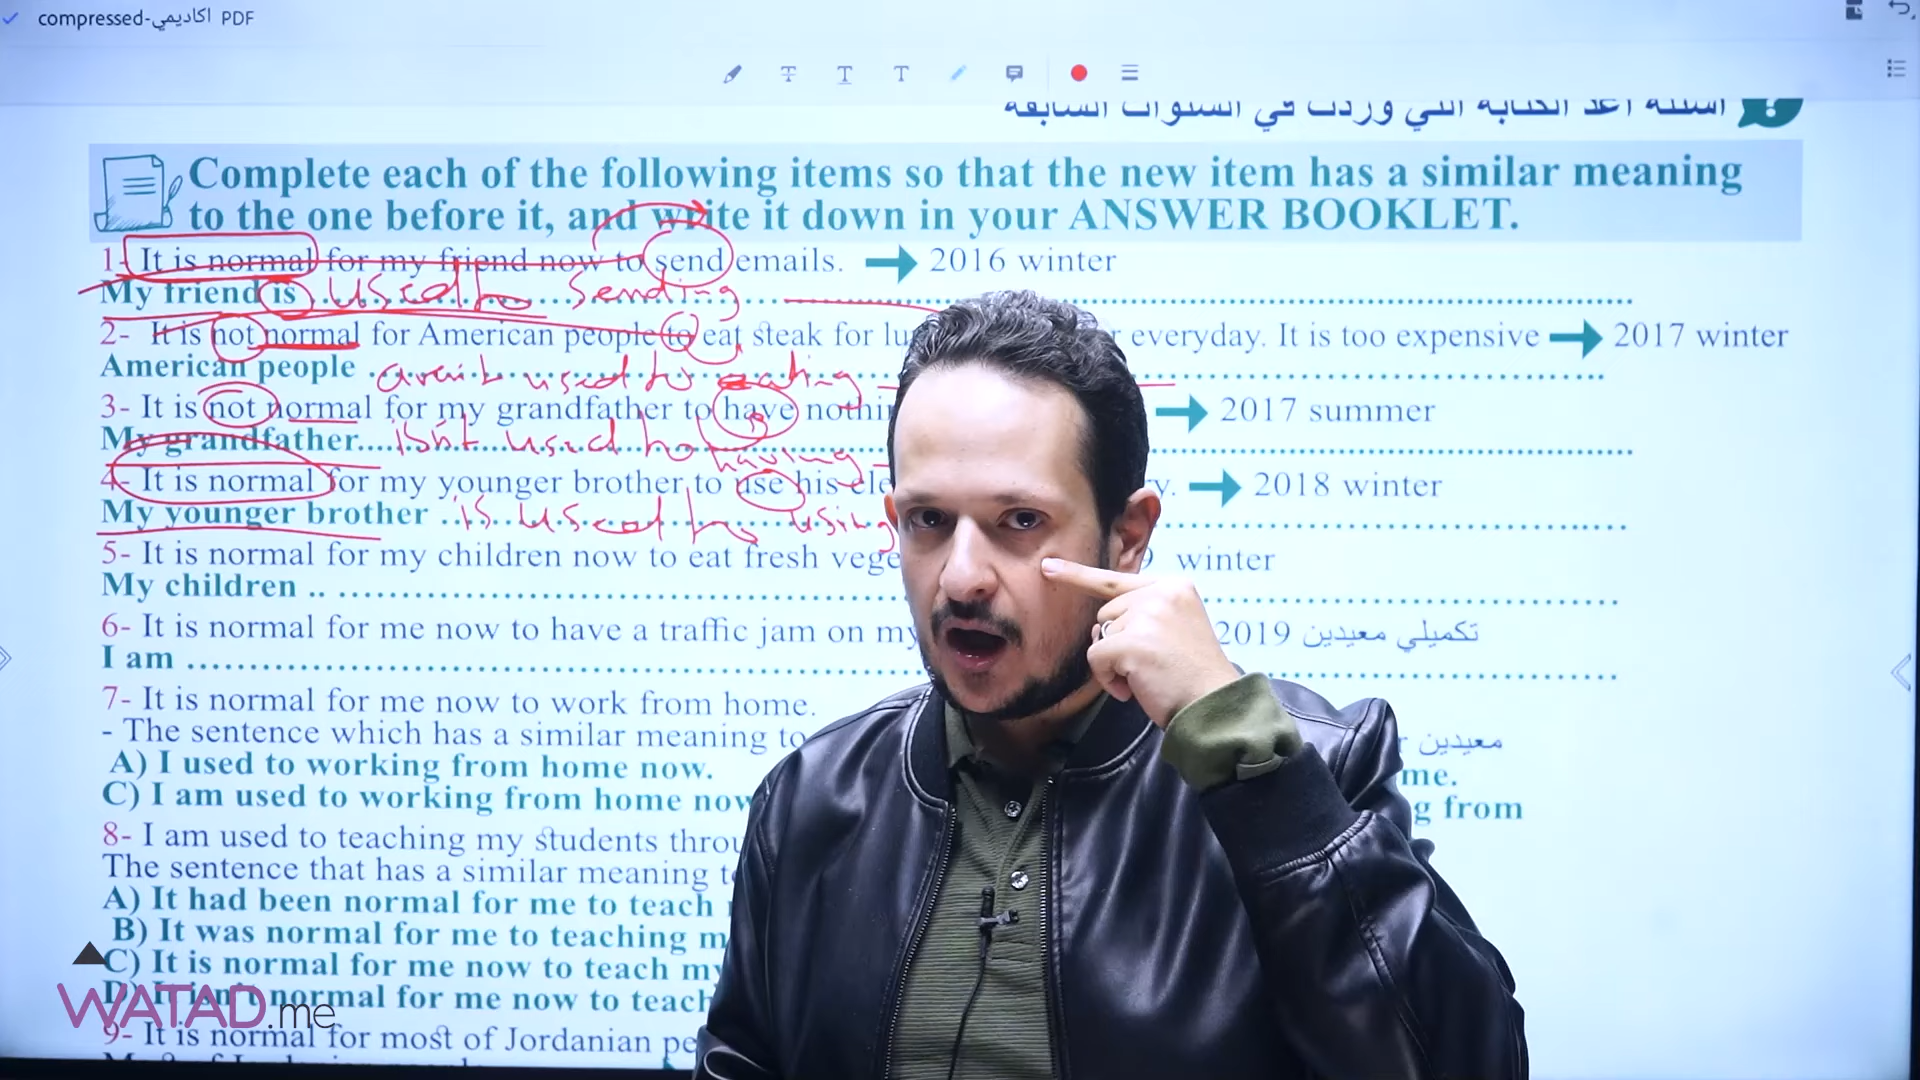 compressed-اكاديمي PDF
اسئلة اعد الكتابة التي وردت في السنوات السابقة
Complete each of the following items so that the new item has a similar meaning
to the one before it, and write it down in your ANSWER BOOKLET.
1- It is normal for my friend now to send emails. 2016 winter
My friend is used to sending
2- It is not normal for American people to eat steak for everyday. It is too expensive 2017 winter
American people aren't used to eating
3- It is not normal for my grandfather to have 2017 summer
My grandfather isn't used to having
4- It is normal for my younger brother to use his 2018 winter
My younger brother is used to using
5- It is normal for my children now to eat fresh winter
My children
6- It is normal for me now to have a traffic jam on 2019 تكميلي معيدين
I am
7- It is normal for me now to work from home.
- The sentence which has a similar meaning to معيدين
A) I used to working from home now. me.
C) I am used to working from home now from
8- I am used to teaching my students
The sentence that has a similar meaning
A) It had been normal for me to teach
B) It was normal for me to teaching
C) It is normal for me now to teach
D) It isn't normal for me now to teach
WATAD.me
9- It is normal for most of Jordanian